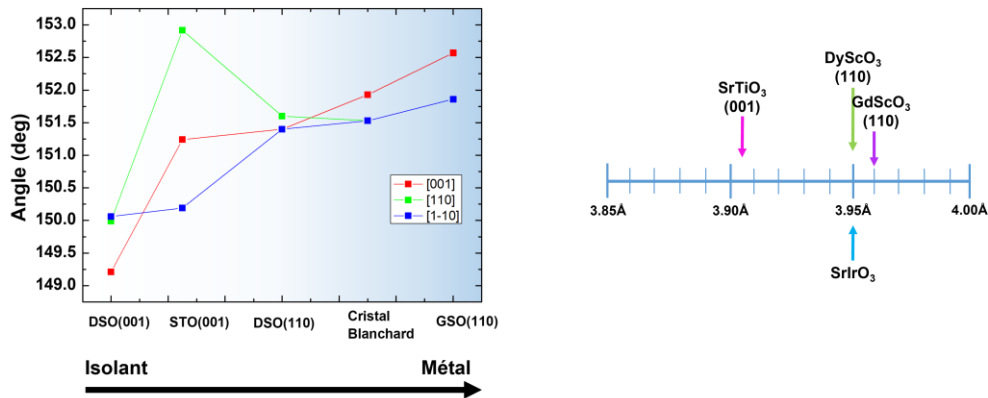 153.0
152.5
152.0
151.5
151.0
150.5
150.0
149.5
149.0
Angle (deg)
[001]
[110]
[1-10]
DSO(001) STO(001) DSO(110) Cristal Blanchard GSO(110)
Isolant Métal
DyScO3
(110)
SrTiO3
(001)
GdScO3
(110)
3.85Å 3.90Å 3.95Å 4.00Å
SrIrO3